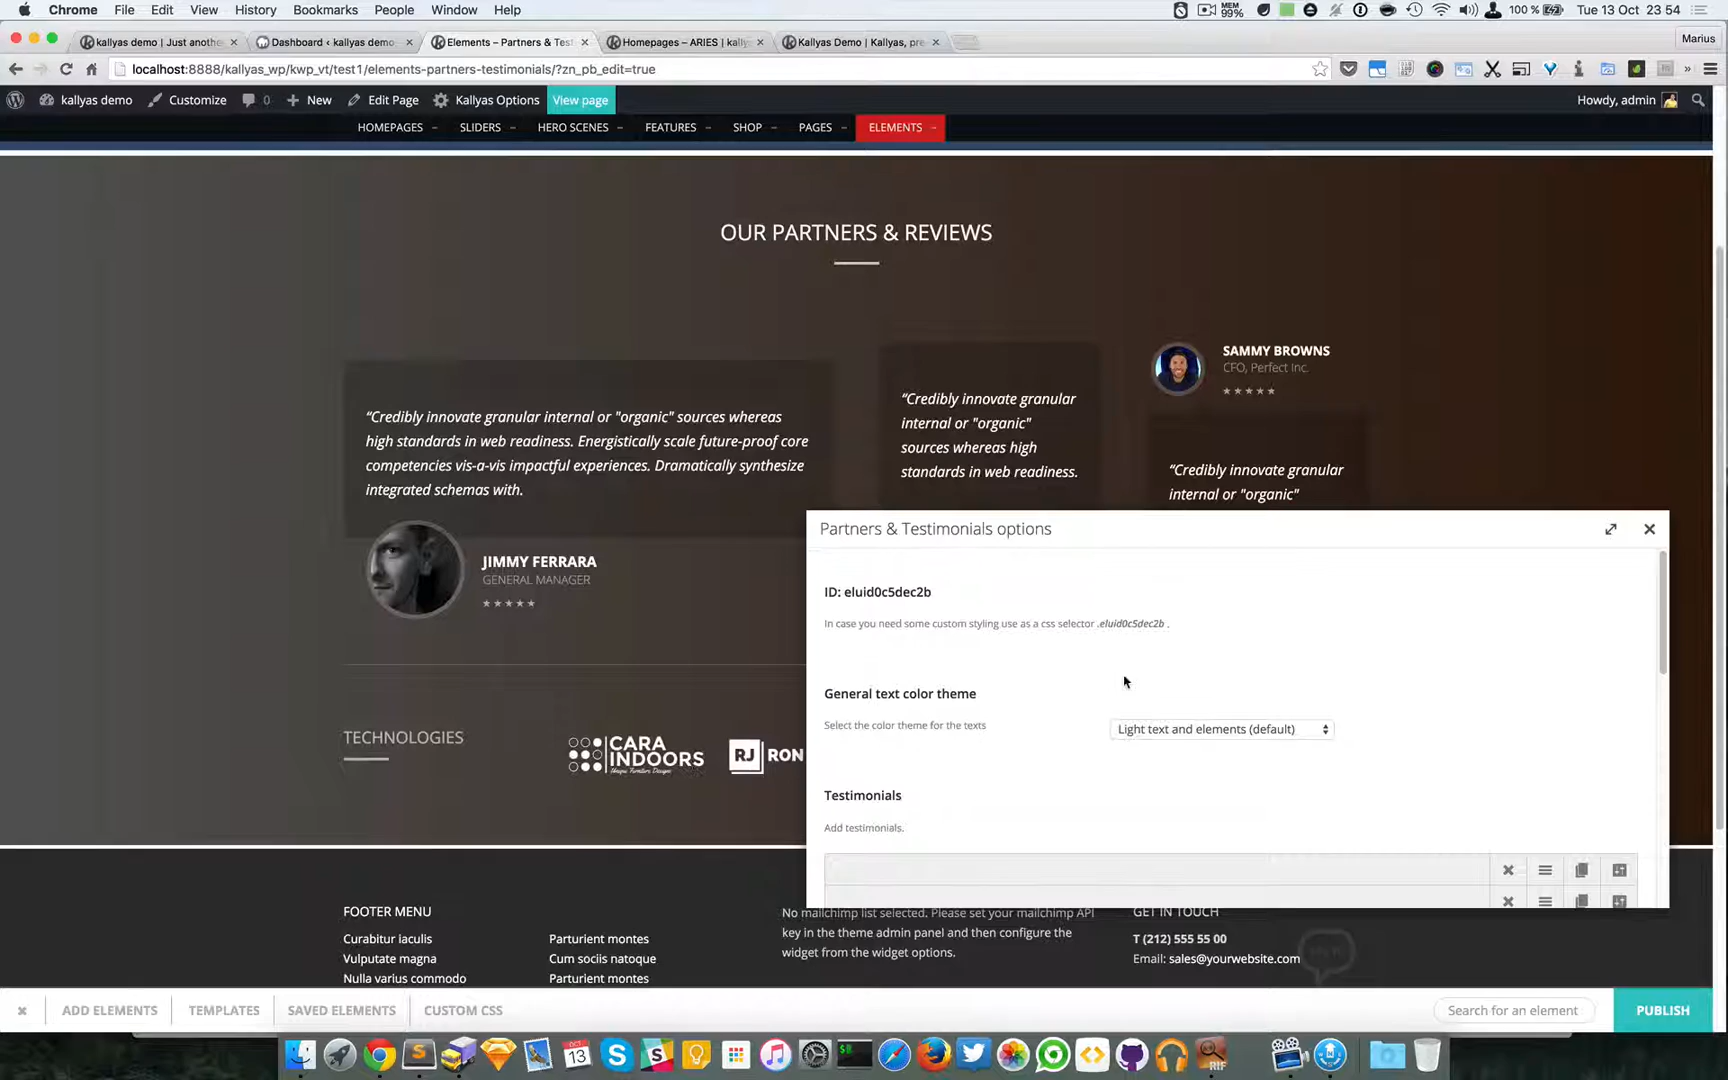 Chrome File Edit View History Bookmarks People Window Help MEM 99% 100 % Tue 13 Oct 23 54
kallyas demo | Just anothe Dashboard ‹ kallyas demo Elements – Partners & Tes Homepages – ARIES | kally Kallyas Demo | Kallyas, pre Marius
localhost:8888/kallyas_wp/kwp_vt/test1/elements-partners-testimonials/?zn_pb_edit=true
kallyas demo Customize 0 New Edit Page Kallyas Options View page Howdy, admin
HOMEPAGES SLIDERS HERO SCENES FEATURES SHOP PAGES ELEMENTS
OUR PARTNERS & REVIEWS
“Credibly innovate granular internal or "organic" sources whereas
high standards in web readiness. Energistically scale future-proof core
competencies vis-a-vis impactful experiences. Dramatically synthesize
integrated schemas with.
JIMMY FERRARA
GENERAL MANAGER
“Credibly innovate granular
internal or "organic"
sources whereas high
standards in web readiness.
SAMMY BROWNS
CFO, Perfect Inc.
“Credibly innovate granular
internal or "organic"
TECHNOLOGIES
CARA
INDOORS
Unique Furniture Designs
RJ RON
Partners & Testimonials options
ID: eluid0c5dec2b
In case you need some custom styling use as a css selector .eluid0c5dec2b .
General text color theme
Select the color theme for the texts
Light text and elements (default)
Testimonials
Add testimonials.
FOOTER MENU
Curabitur iaculis
Vulputate magna
Nulla varius commodo
Parturient montes
Cum sociis natoque
Parturient montes
No mailchimp list selected. Please set your mailchimp API
key in the theme admin panel and then configure the
widget from the widget options.
GET IN TOUCH
T (212) 555 55 00
Email: sales@yourwebsite.com
ADD ELEMENTS TEMPLATES SAVED ELEMENTS CUSTOM CSS Search for an element PUBLISH
OCT
13
RIF